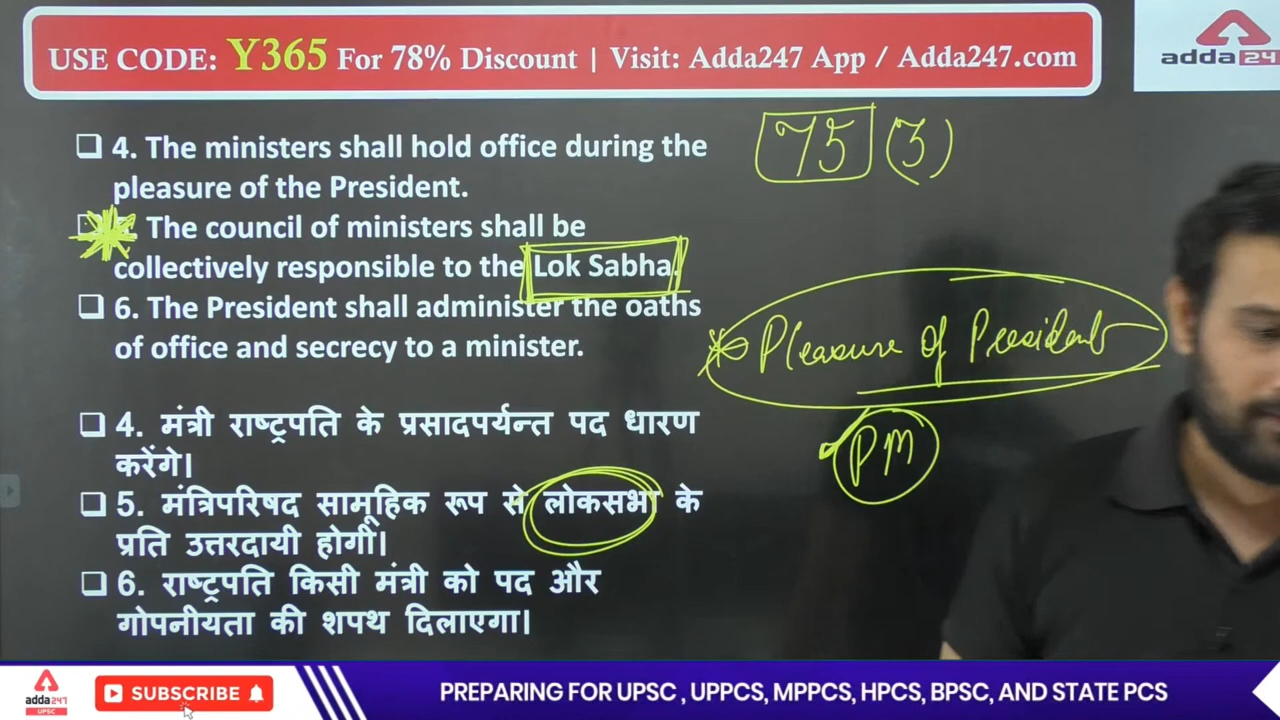 USE CODE: Y365 For 78% Discount | Visit: Adda247 App / Adda247.com
adda 24
4. The ministers shall hold office during the
pleasure of the President.
The council of ministers shall be
collectively responsible to the Lok Sabha.
6. The President shall administer the oaths
of office and secrecy to a minister.
75 (3)
Pleasure of President
PM
4. मंत्री राष्ट्रपति के प्रसादपर्यन्त पद धारण
करेंगे।
5. मंत्रिपरिषद सामूहिक रूप से लोकसभा के
प्रति उत्तरदायी होगी।
6. राष्ट्रपति किसी मंत्री को पद और
गोपनीयता की शपथ दिलाएगा।
adda247
UPSC
SUBSCRIBE
PREPARING FOR UPSC , UPPCS, MPPCS, HPCS, BPSC, AND STATE PCS